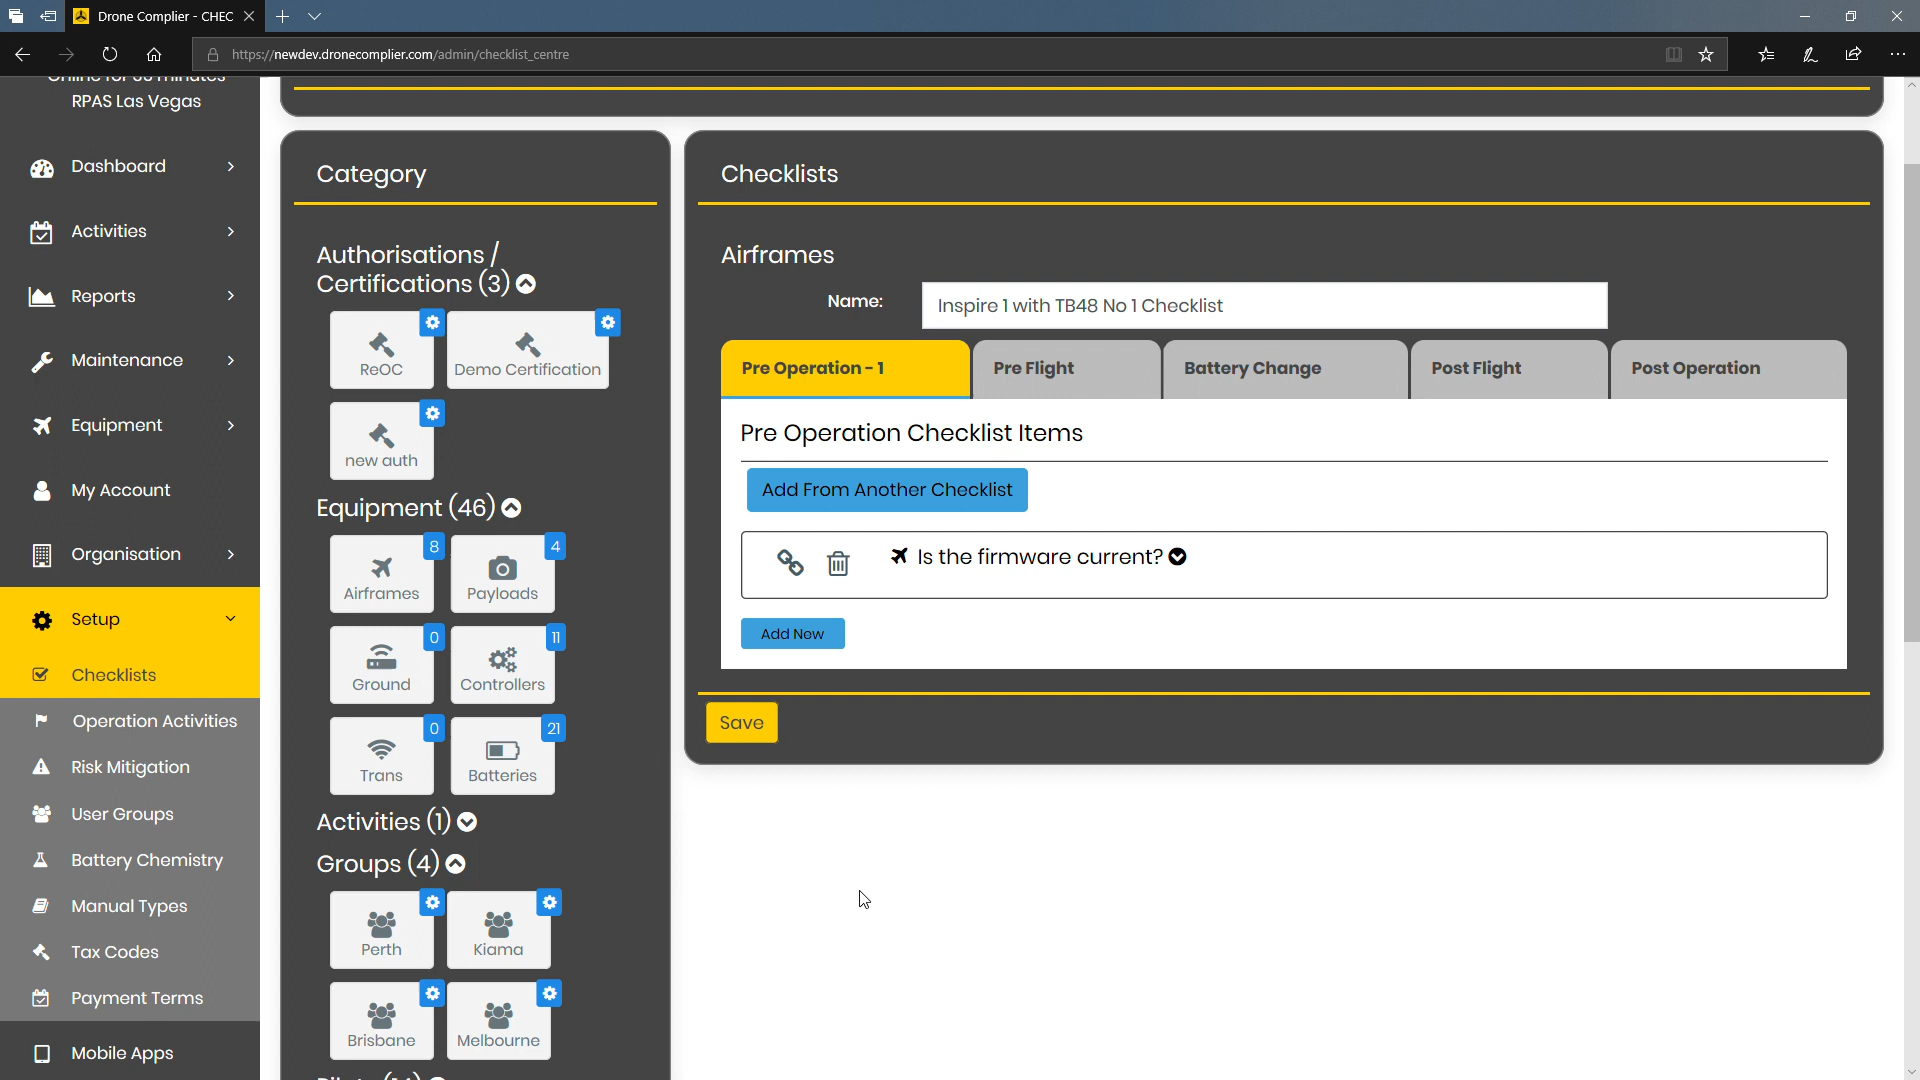 Drone Complier - CHEC
https://newdev.dronecomplier.com/admin/checklist_centre
RPAS Las Vegas
Dashboard
Activities
Reports
Maintenance
Equipment
My Account
Organisation
Setup
Checklists
Operation Activities
Risk Mitigation
User Groups
Battery Chemistry
Manual Types
Tax Codes
Payment Terms
Mobile Apps
Category
Authorisations /
Certifications (3)
ReOC
Demo Certification
new auth
Equipment (46)
8
Airframes
4
Payloads
0
Ground
11
Controllers
0
Trans
21
Batteries
Activities (1)
Groups (4)
Perth
Kiama
Brisbane
Melbourne
Checklists
Airframes
Name:
Inspire 1 with TB48 No 1 Checklist
Pre Operation - 1
Pre Flight
Battery Change
Post Flight
Post Operation
Pre Operation Checklist Items
Add From Another Checklist
Is the firmware current?
Add New
Save